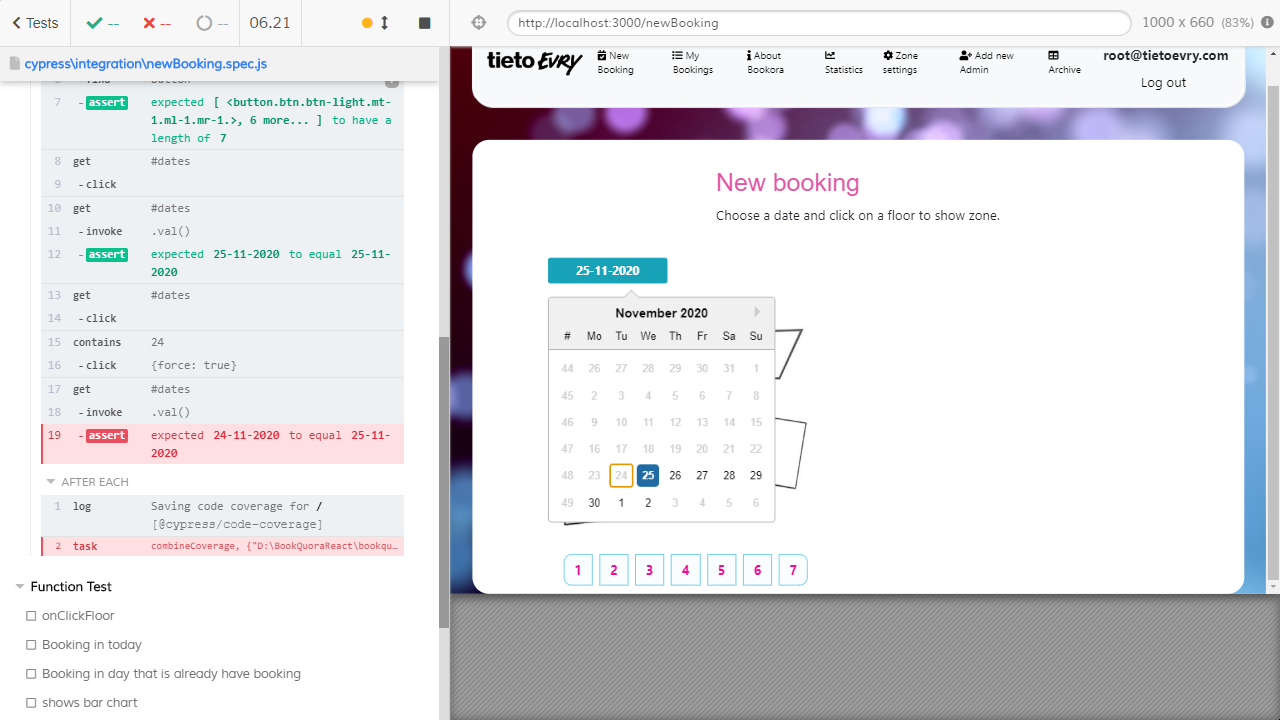 Tests
--
--
--
06.21
cypress\integration\newBooking.spec.js
7 -assert expected [ <button.btn.btn-light.mt-
1.ml-1.mr-1.>, 6 more... ] to have a
length of 7
8 get #dates
9 -click
10 get #dates
11 -invoke .val()
12 -assert expected 25-11-2020 to equal 25-11-
2020
13 get #dates
14 -click
15 contains 24
16 -click {force: true}
17 get #dates
18 -invoke .val()
19 -assert expected 24-11-2020 to equal 25-11-
2020
AFTER EACH
1 log Saving code coverage for /
[@cypress/code-coverage]
2 task combineCoverage, {"D:\BookQuoraReact\bookqu…
Function Test
onClickFloor
Booking in today
Booking in day that is already have booking
shows bar chart
http://localhost:3000/newBooking
1000 x 660 (83%)
tieto EVRY
New
Booking
My
Bookings
About
Bookora
Statistics
Zone
settings
Add new
Admin
Archive
root@tietoevry.com
Log out
New booking
Choose a date and click on a floor to show zone.
25-11-2020
November 2020
# Mo Tu We Th Fr Sa Su
44 26 27 28 29 30 31 1
45 2 3 4 5 6 7 8
46 9 10 11 12 13 14 15
47 16 17 18 19 20 21 22
48 23 24 25 26 27 28 29
49 30 1 2 3 4 5 6
1 2 3 4 5 6 7